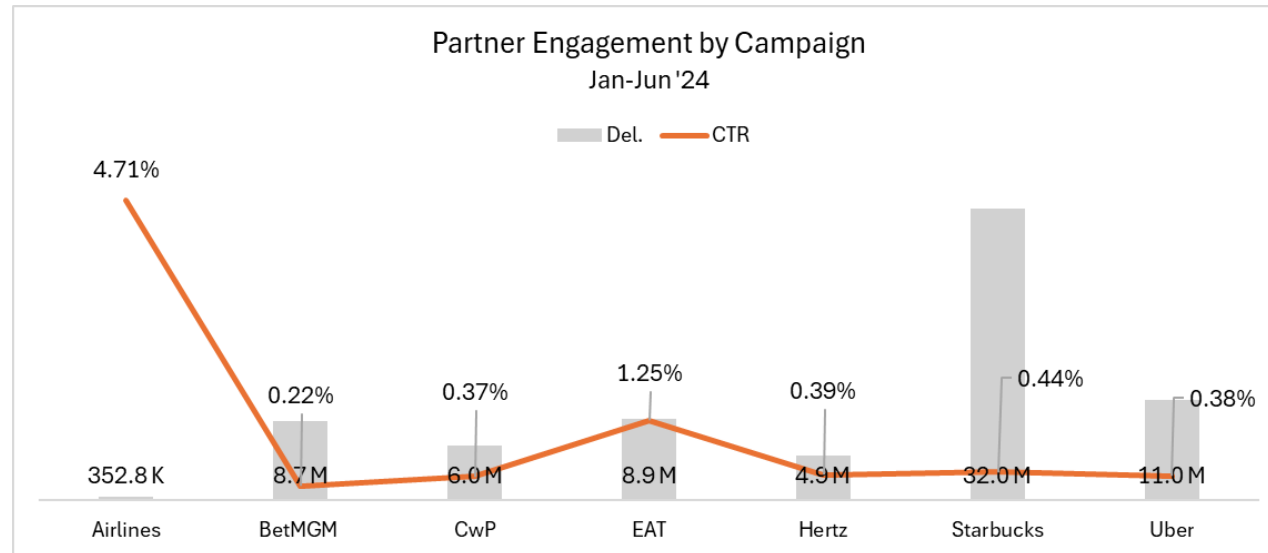 Partner Engagement by Campaign
Jan-Jun '24
Del. CTR
4.71%
0.22%
0.37%
1.25%
0.39%
0.44%
0.38%
352.8 K
8.7 M
6.0 M
8.9 M
4.9 M
32.0 M
11.0 M
Airlines
BetMGM
CwP
EAT
Hertz
Starbucks
Uber